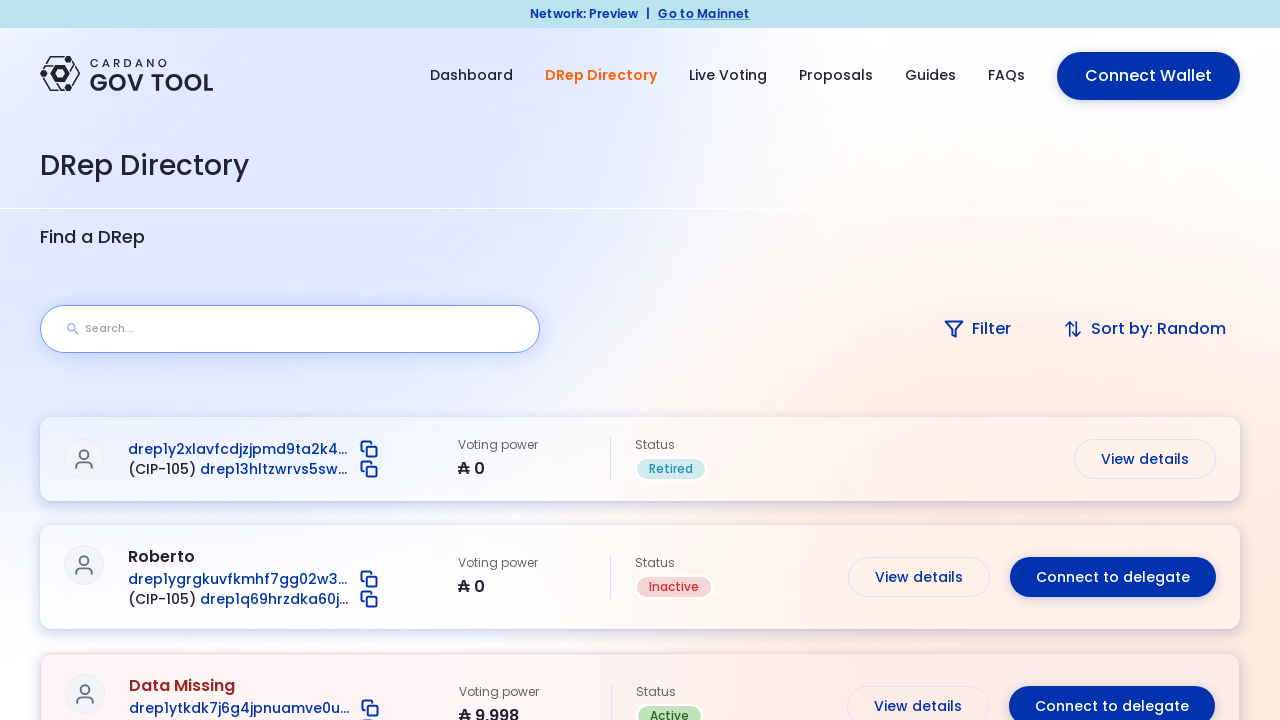 Network: Preview | Go to Mainnet
CARDANO
GOV TOOL
Dashboard
DRep Directory
Live Voting
Proposals
Guides
FAQs
Connect Wallet
DRep Directory
Find a DRep
Search...
Filter
Sort by: Random
drep1y2xlavfcdjzjpmd9ta2k4...
(CIP-105) drep13hltzwrvs5sw...
Voting power
₳ 0
Status
Retired
View details
Roberto
drep1ygrgkuvfkmhf7gg02w3...
(CIP-105) drep1q69hrzdka60j...
Voting power
₳ 0
Status
Inactive
View details
Connect to delegate
Data Missing
drep1ytkdk7j6g4jpnuamve0u...
Voting power
₳ 9,998
Status
Active
View details
Connect to delegate